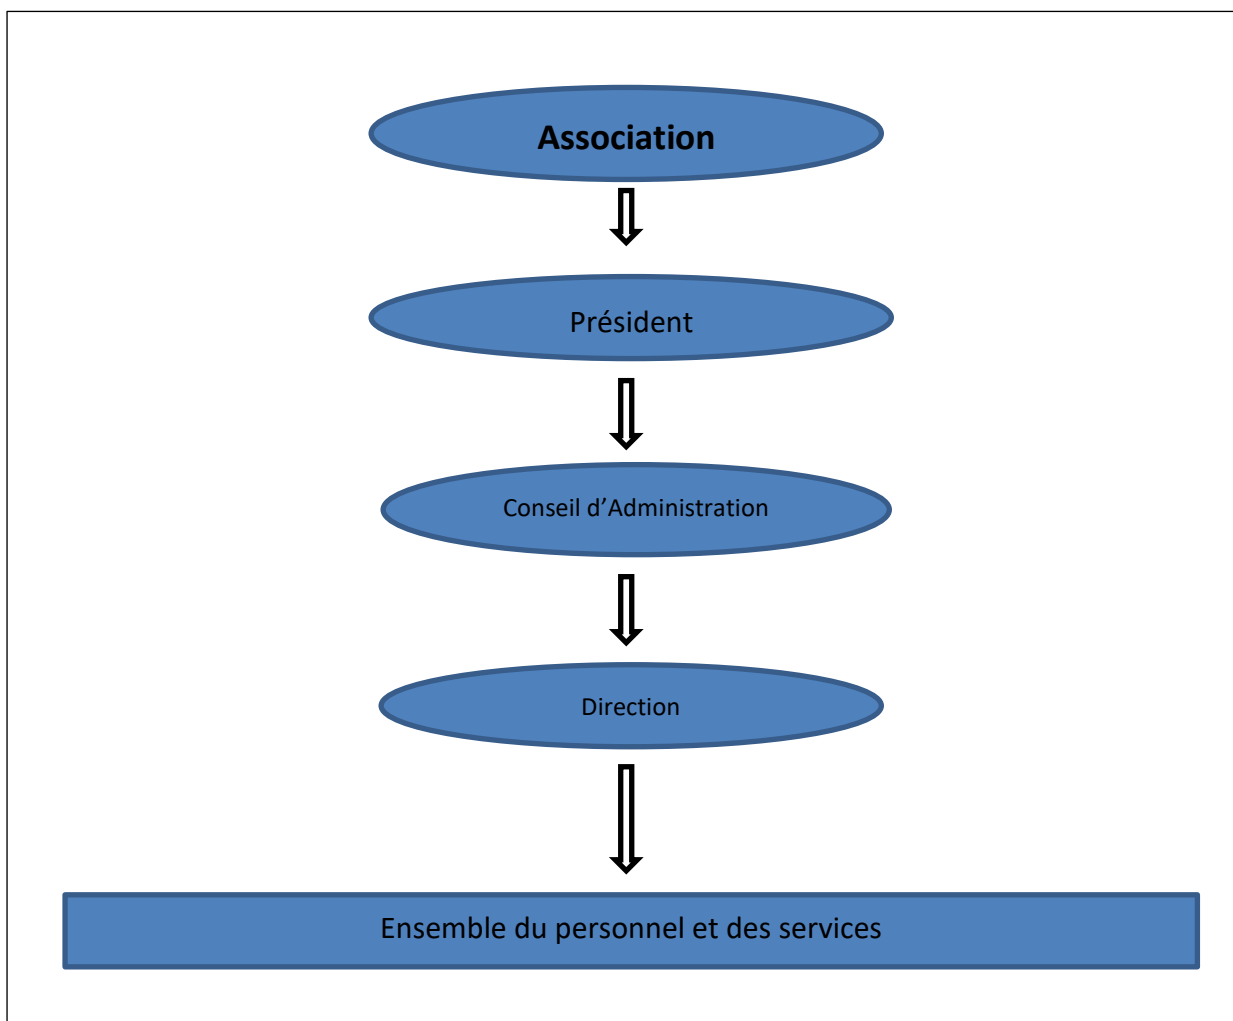 Association
Président
Conseil d’Administration
Direction
Ensemble du personnel et des services